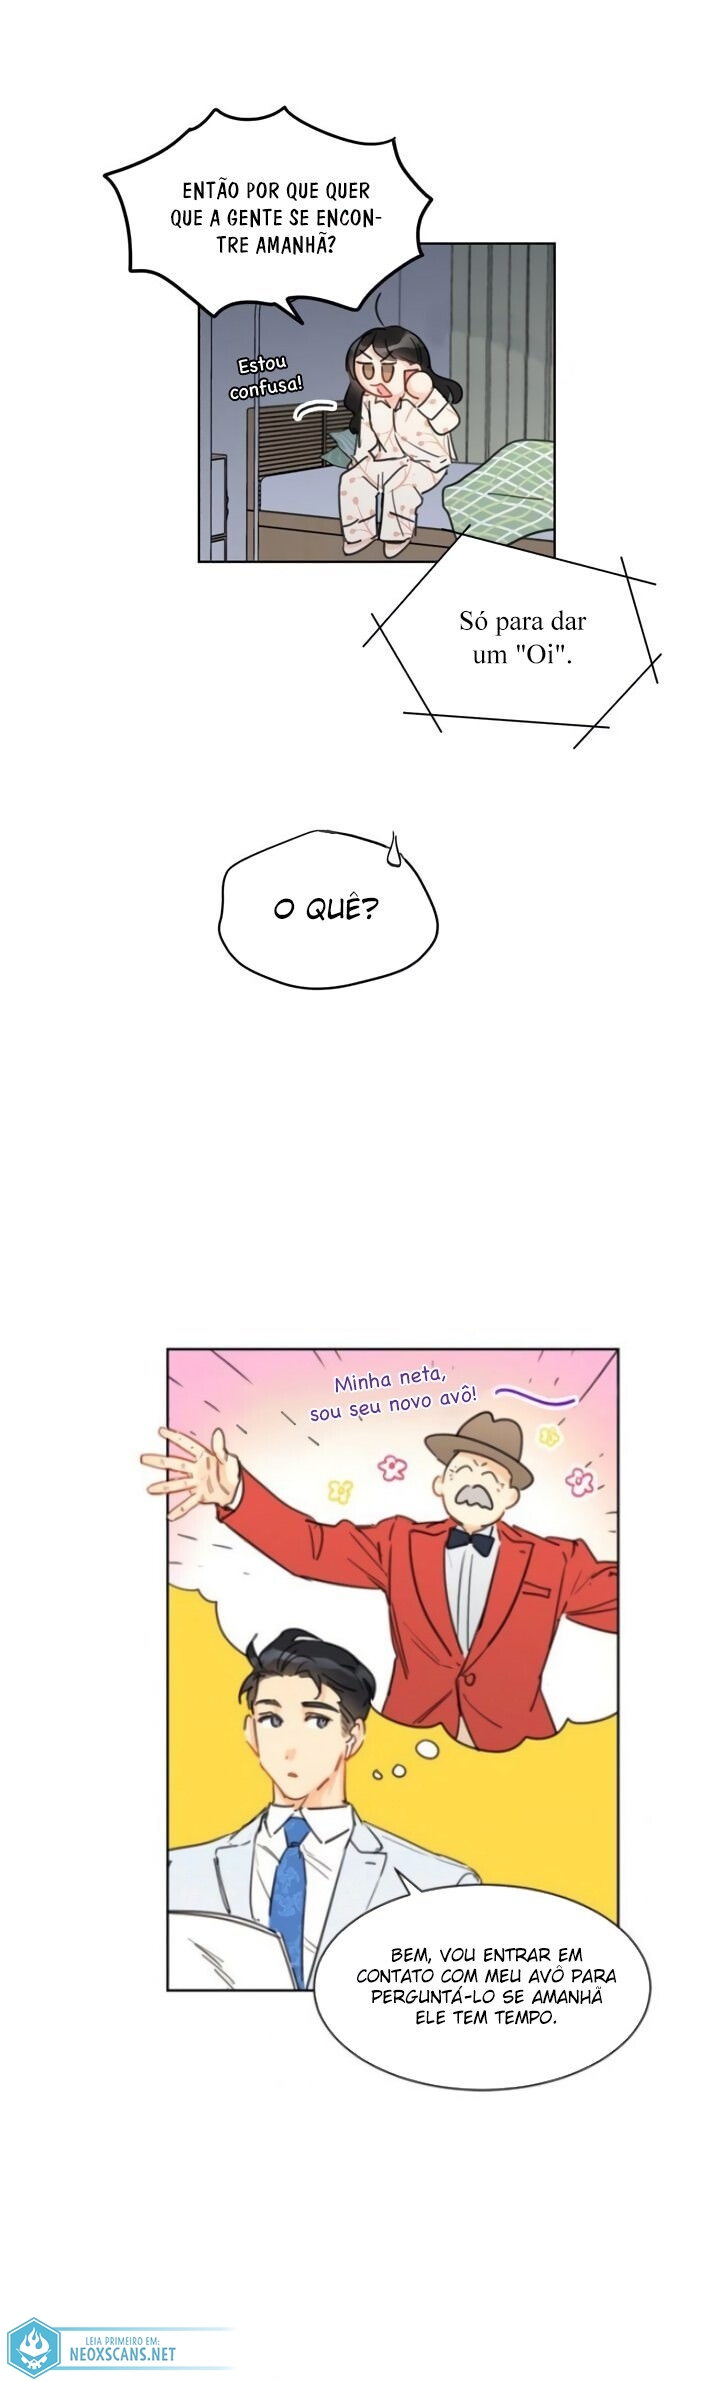 ENTÃO POR QUE QUER
QUE A GENTE SE ENCON-
TRE AMANHÃ?
Estou
confusa!
Só para dar
um "Oi".
O QUÊ?
Minha neta,
sou seu novo avô!
BEM, VOU ENTRAR EM
CONTATO COM MEU AVÔ PARA
PERGUNTÁ-LO SE AMANHÃ
ELE TEM TEMPO.
LEIA PRIMEIRO EM:
NEOXSCANS.NET